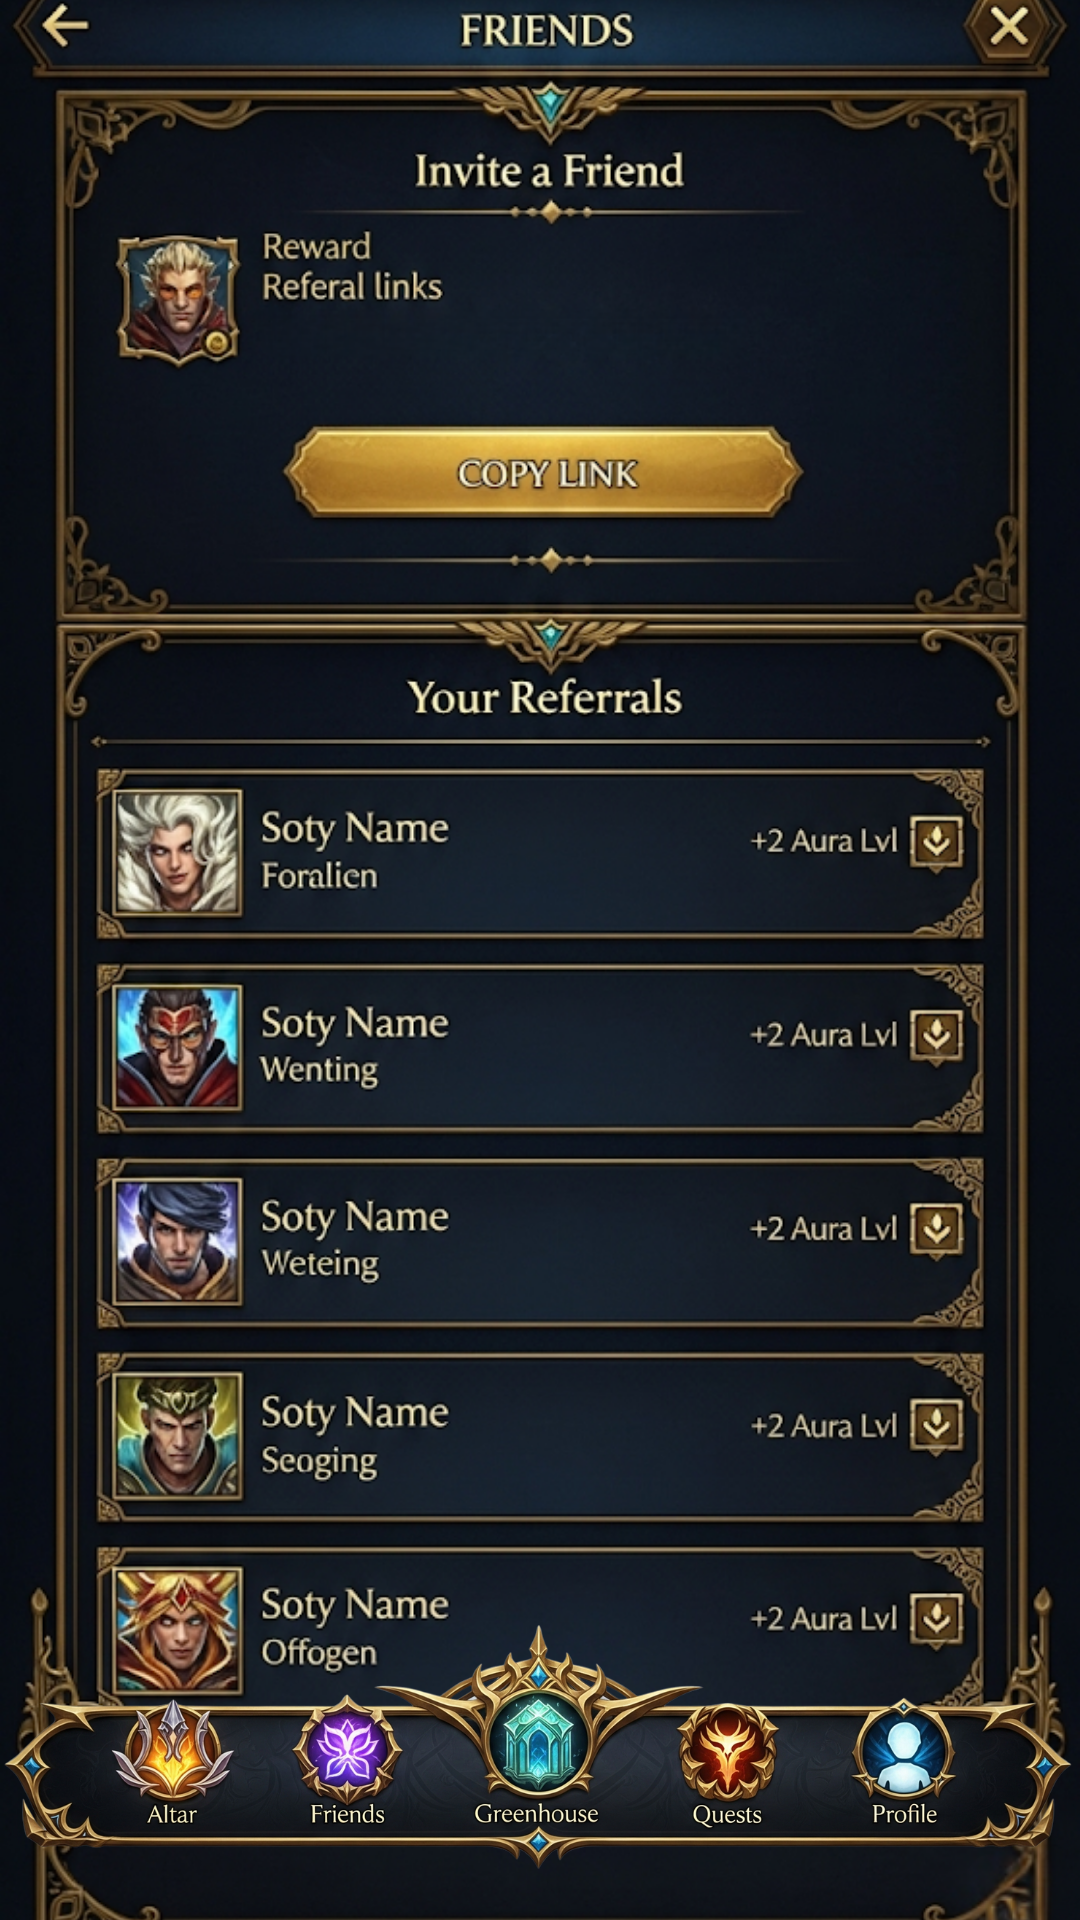 FRIENDS
Invite a Friend
Reward
Referal links
COPY LINK
Your Referrals
Soty Name
Foralien
+2 Aura Lvl
Soty Name
Wenting
+2 Aura Lvl
Soty Name
Weteing
+2 Aura Lvl
Soty Name
Seoging
+2 Aura Lvl
Soty Name
Offogen
+2 Aura Lvl
Altar
Friends
Greenhouse
Quests
Profile